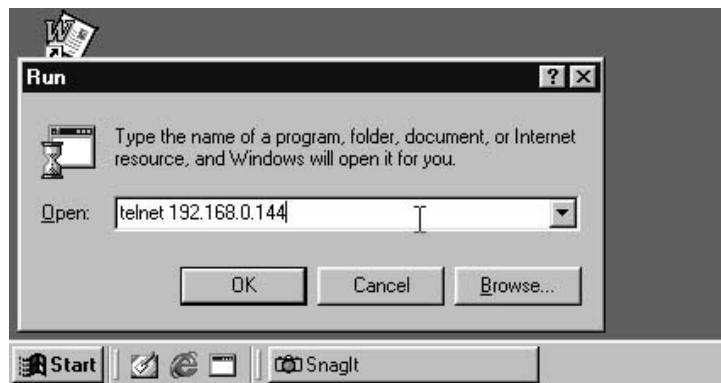 Run
Type the name of a program, folder, document, or Internet
resource, and Windows will open it for you.
Open:
telnet 192.168.0.144
OK
Cancel
Browse...
Start
SnagIt